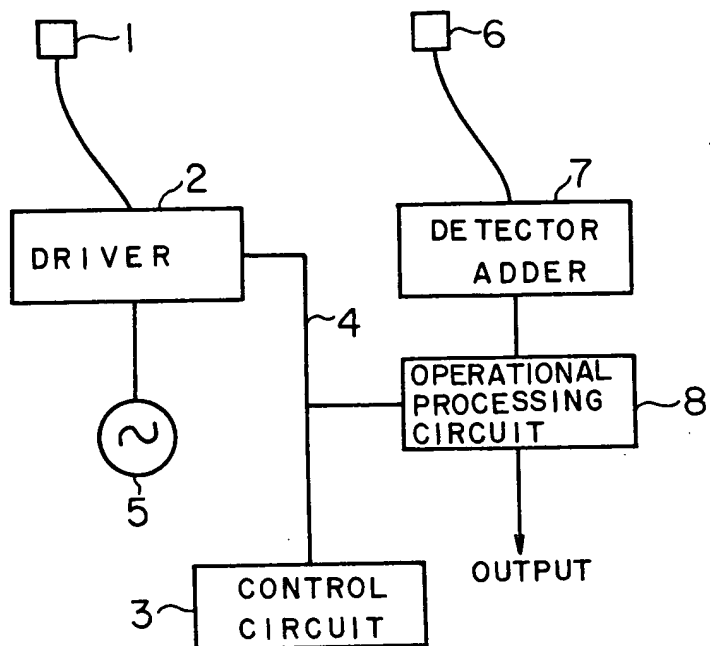 1
6
2
7
DRIVER
DETECTOR
ADDER
4
OPERATIONAL
PROCESSING
CIRCUIT
8
5
OUTPUT
3
CONTROL
CIRCUIT